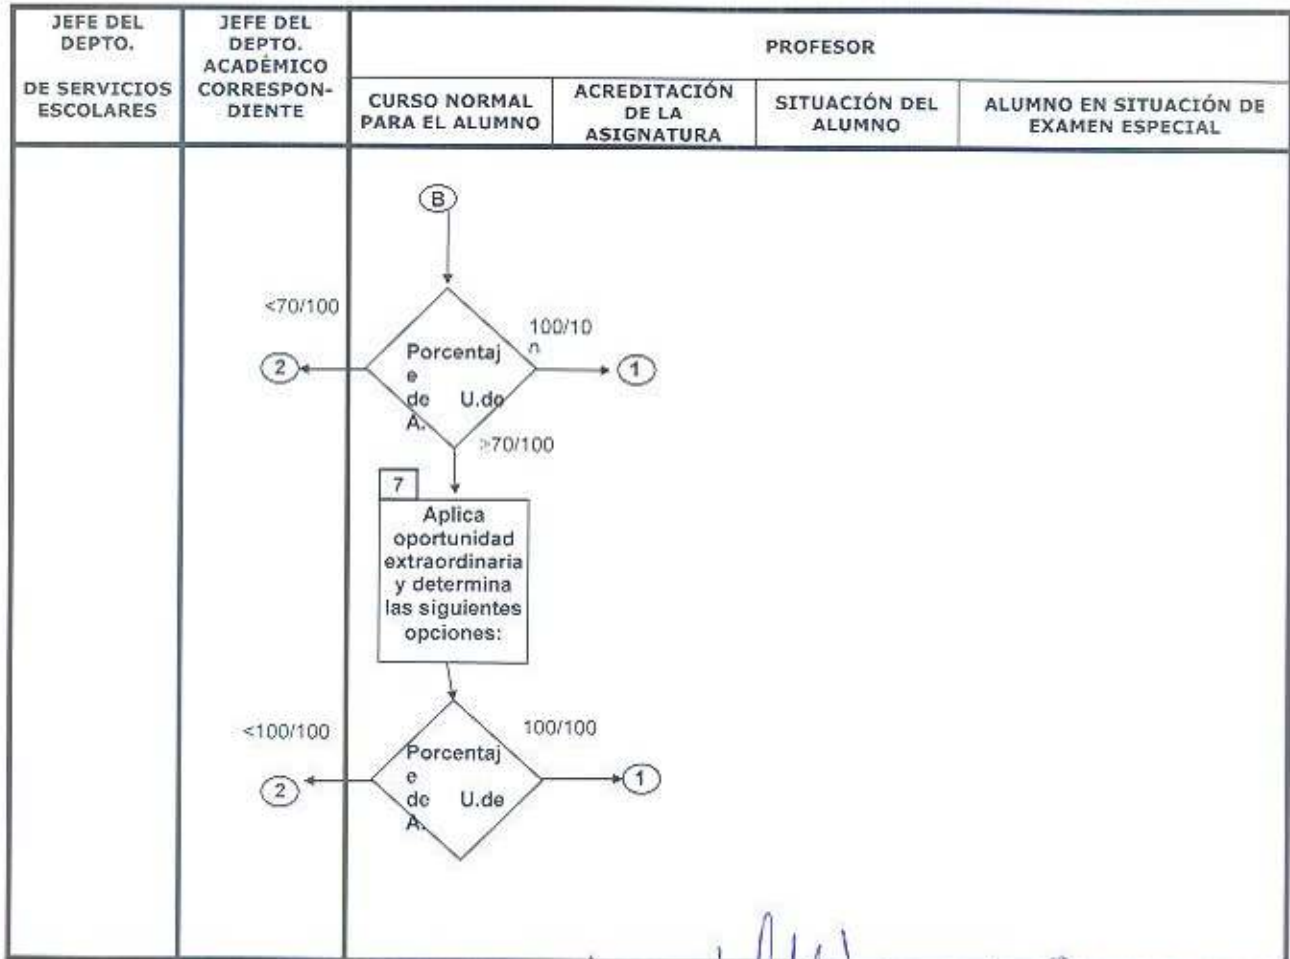 JEFE DEL
DEPTO.
DE SERVICIOS
ESCOLARES
JEFE DEL
DEPTO.
ACADÉMICO
CORRESPON-
DIENTE
PROFESOR
CURSO NORMAL
PARA EL ALUMNO
ACREDITACIÓN
DE LA
ASIGNATURA
SITUACIÓN DEL
ALUMNO
ALUMNO EN SITUACIÓN DE
EXAMEN ESPECIAL
B
<70/100
100/10
Porcentaj
e
de U.de
A.
2
1
>70/100
7
Aplica
oportunidad
extraordinaria
y determina
las siguientes
opciones:
<100/100
100/100
Porcentaj
e
de U.de
A.
2
1